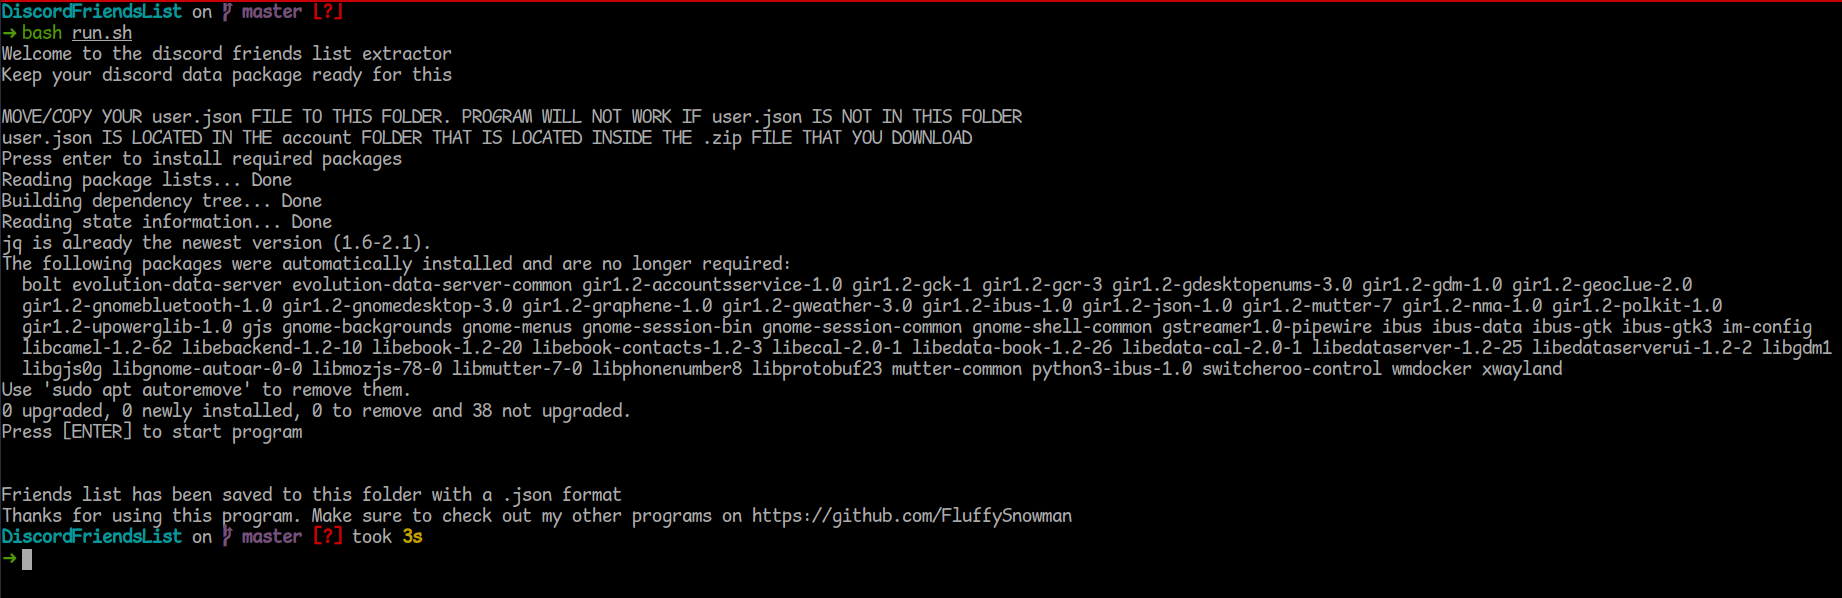 DiscordFriendsList on master [?]
➜ bash run.sh
Welcome to the discord friends list extractor
Keep your discord data package ready for this
MOVE/COPY YOUR user.json FILE TO THIS FOLDER. PROGRAM WILL NOT WORK IF user.json IS NOT IN THIS FOLDER
user.json IS LOCATED IN THE account FOLDER THAT IS LOCATED INSIDE THE .zip FILE THAT YOU DOWNLOAD
Press enter to install required packages
Reading package lists... Done
Building dependency tree... Done
Reading state information... Done
jq is already the newest version (1.6-2.1).
The following packages were automatically installed and are no longer required:
bolt evolution-data-server evolution-data-server-common gir1.2-accountsservice-1.0 gir1.2-gck-1 gir1.2-gcr-3 gir1.2-gdesktopenums-3.0 gir1.2-gdm-1.0 gir1.2-geoclue-2.0
gir1.2-gnomebluetooth-1.0 gir1.2-gnomedesktop-3.0 gir1.2-graphene-1.0 gir1.2-gweather-3.0 gir1.2-ibus-1.0 gir1.2-json-1.0 gir1.2-mutter-7 gir1.2-nma-1.0 gir1.2-polkit-1.0
gir1.2-upowerglib-1.0 gjs gnome-backgrounds gnome-menus gnome-session-bin gnome-session-common gnome-shell-common gstreamer1.0-pipewire ibus ibus-data ibus-gtk ibus-gtk3 im-config
libcamel-1.2-62 libebackend-1.2-10 libebook-1.2-20 libebook-contacts-1.2-3 libecal-2.0-1 libedata-book-1.2-26 libedata-cal-2.0-1 libedataserver-1.2-25 libedataserverui-1.2-2 libgdm1
libgjs0g libgnome-autoar-0-0 libmozjs-78-0 libmutter-7-0 libphonenumber8 libprotobuf23 mutter-common python3-ibus-1.0 switcheroo-control wmdocker xwayland
Use 'sudo apt autoremove' to remove them.
0 upgraded, 0 newly installed, 0 to remove and 38 not upgraded.
Press [ENTER] to start program
Friends list has been saved to this folder with a .json format
Thanks for using this program. Make sure to check out my other programs on https://github.com/FluffySnowman
DiscordFriendsList on master [?] took 3s
➜